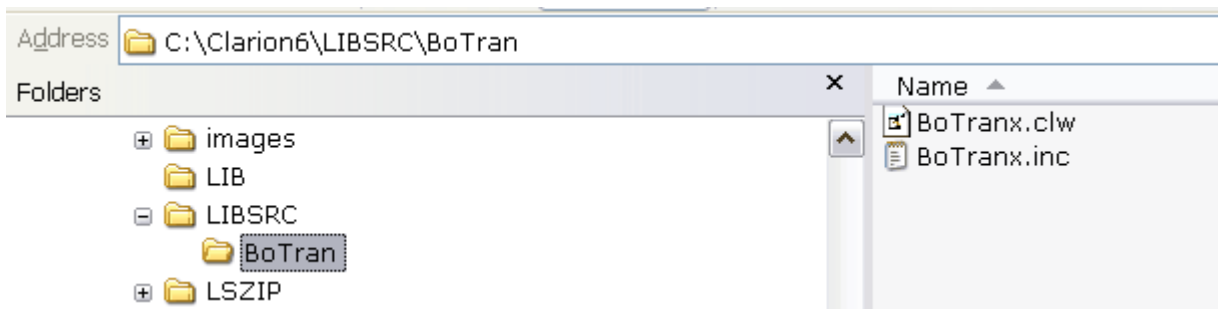 Address C:\Clarion6\LIBSRC\BoTran
Folders
images
LIB
LIBSRC
BoTran
LSZIP
Name
BoTranx.clw
BoTranx.inc